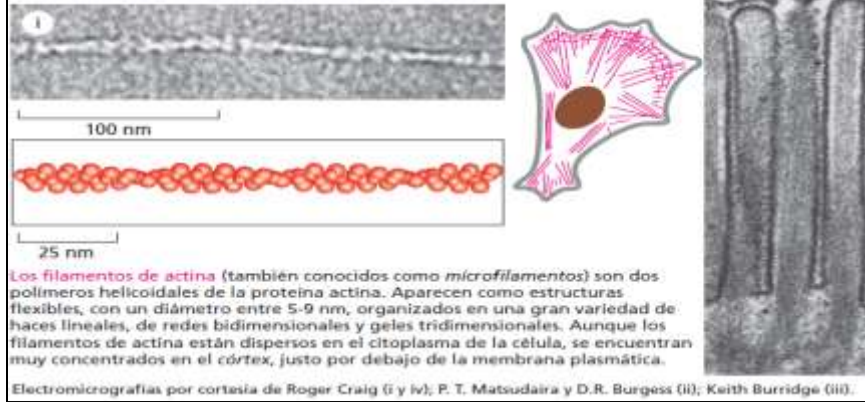 i
100 nm
25 nm
Los filamentos de actina (también conocidos como microfilamentos) son dos
polímeros helicoidales de la proteína actina. Aparecen como estructuras
flexibles, con un diámetro entre 5-9 nm, organizados en una gran variedad de
haces lineales, de redes bidimensionales y geles tridimensionales. Aunque los
filamentos de actina están dispersos en el citoplasma de la célula, se encuentran
muy concentrados en el córtex, justo por debajo de la membrana plasmática.
Electromicrografías por cortesía de Roger Craig (i y iv); P. T. Matsudaira y D.R. Burgess (ii); Keith Burridge (iii).